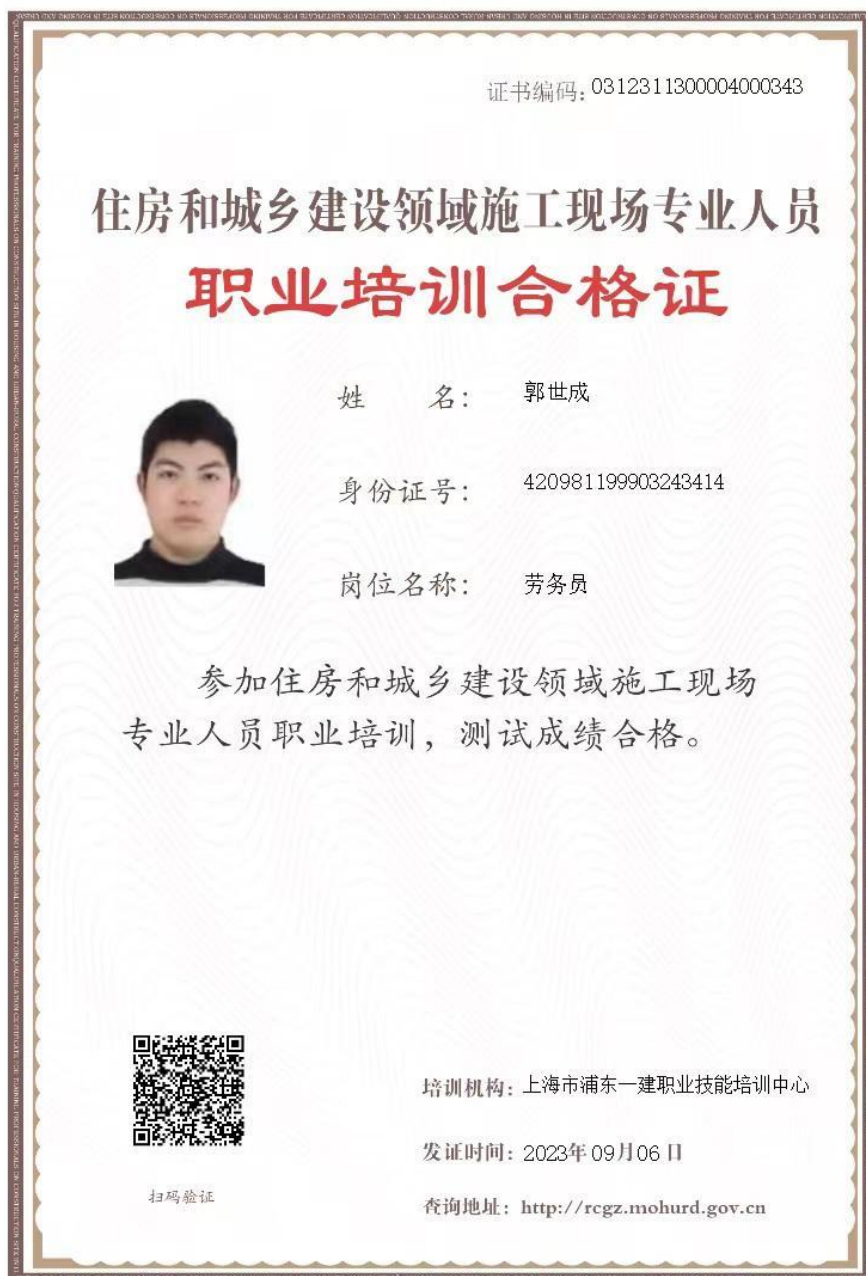 证书编码：0312311300004000343
住房和城乡建设领域施工现场专业人员
职业培训合格证
姓 名： 郭世成
身份证号： 420981199903243414
岗位名称： 劳务员
参加住房和城乡建设领域施工现场
专业人员职业培训，测试成绩合格。
扫码验证
培训机构：上海市浦东一建职业技能培训中心
发证时间：2023年09月06日
查询地址：http://rcgz.mohurd.gov.cn